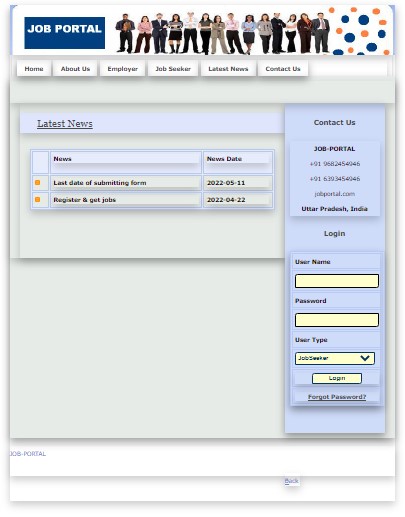 JOB PORTAL
Home About Us Employer Job Seeker Latest News Contact Us
Latest News
News News Date
Last date of submitting form 2022-05-11
Register & get jobs 2022-04-22
Contact Us
JOB-PORTAL
+91 9682454946
+91 6393454946
jobportal.com
Uttar Pradesh, India
Login
User Name
Password
User Type
JobSeeker
Login
Forgot Password?
JOB-PORTAL
Back